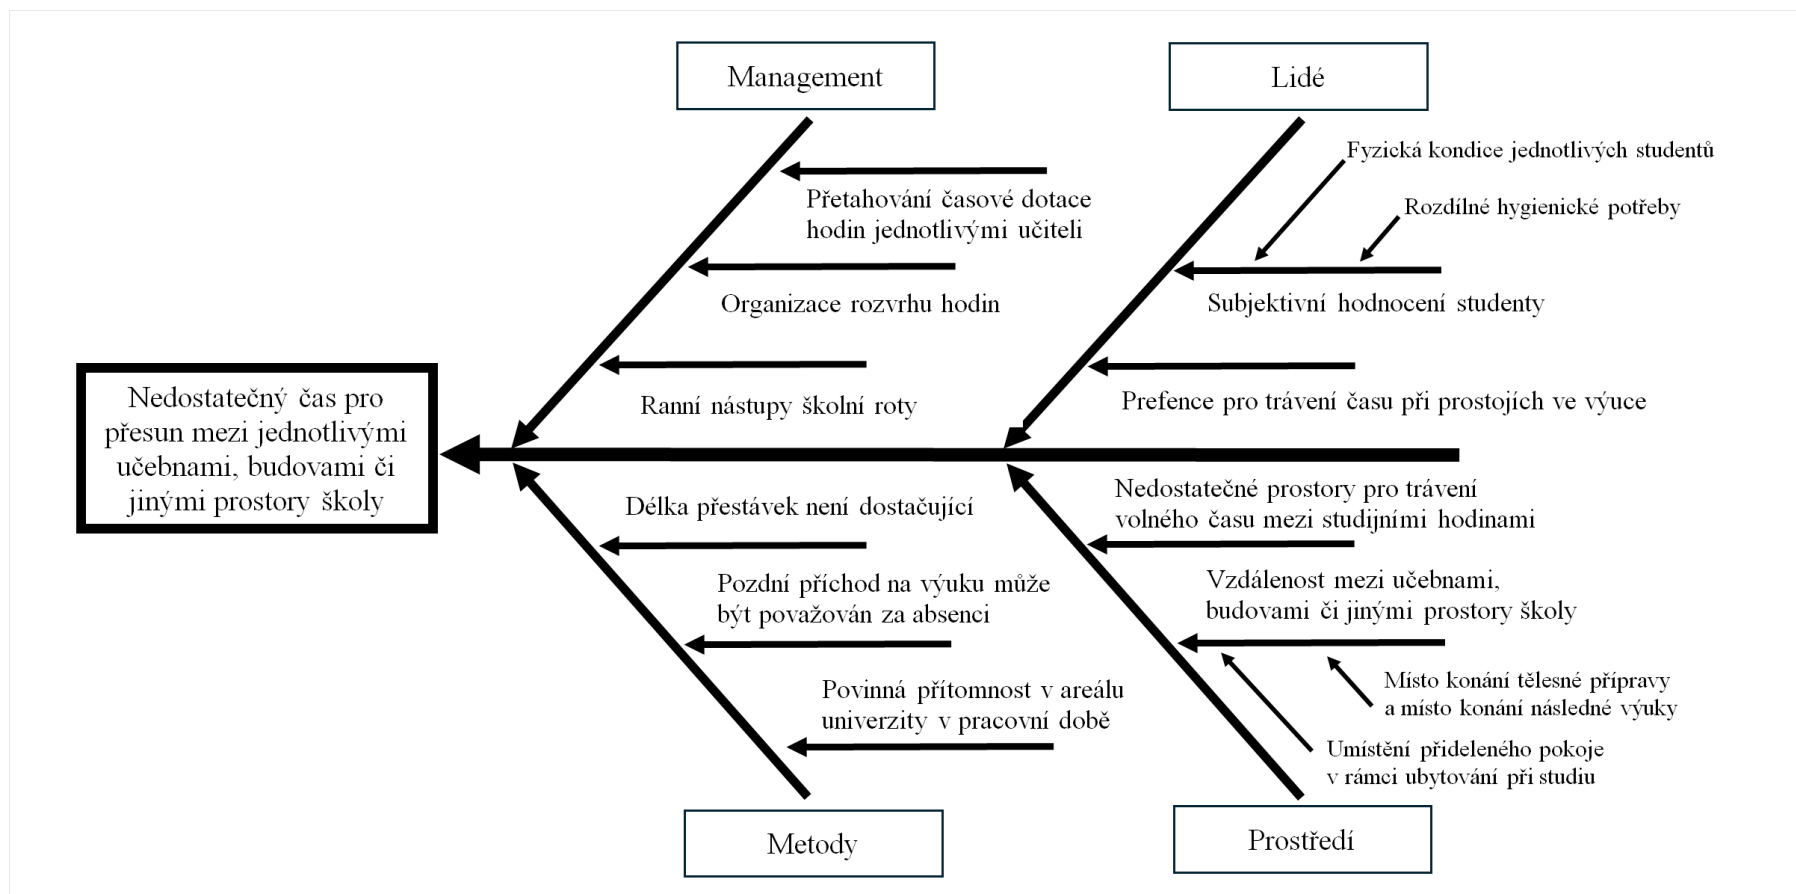 Management
Lidé
Fyzická kondice jednotlivých studentů
Přetahování časové dotace
hodin jednotlivými učiteli
Rozdílné hygienické potřeby
Organizace rozvrhu hodin
Subjektivní hodnocení studenty
Ranní nástupy školní roty
Prefence pro trávení času při prostojích ve výuce
Nedostatečný čas pro
přesun mezi jednotlivými
učebnami, budovami či
jinými prostory školy
Délka přestávek není dostačující
Nedostatečné prostory pro trávení
volného času mezi studijními hodinami
Pozdní příchod na výuku může
být považován za absenci
Vzdálenost mezi učebnami,
budovami či jinými prostory školy
Povinná přítomnost v areálu
univerzity v pracovní době
Místo konání tělesné přípravy
a místo konání následné výuky
Umístění přideleného pokoje
v rámci ubytování při studiu
Metody
Prostředí